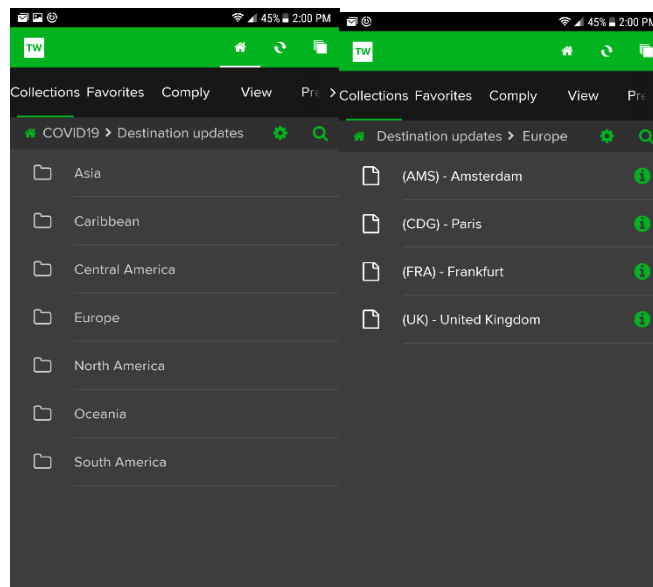 45% 2:00 PM
TW
Collections Favorites Comply View Pre
COVID19 > Destination updates
Asia
Caribbean
Central America
Europe
North America
Oceania
South America
45% 2:00 PM
TW
Collections Favorites Comply View Pre
Destination updates > Europe
(AMS) - Amsterdam
(CDG) - Paris
(FRA) - Frankfurt
(UK) - United Kingdom